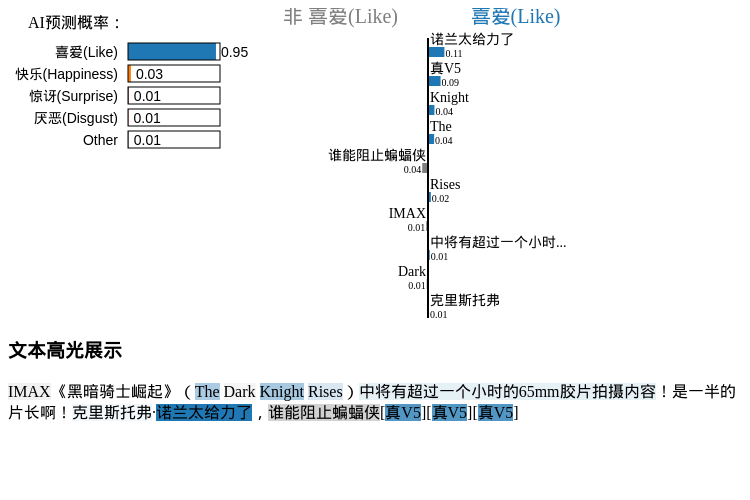 AI预测概率：
喜爱(Like) 0.95
快乐(Happiness) 0.03
惊讶(Surprise) 0.01
厌恶(Disgust) 0.01
Other 0.01
非 喜爱(Like) 喜爱(Like)
诺兰太给力了
0.11
真V5
0.09
Knight
0.04
The
0.04
谁能阻止蝙蝠侠
0.04
Rises
0.02
IMAX
0.01
中将有超过一个小时...
0.01
Dark
0.01
克里斯托弗
0.01
文本高光展示
IMAX《黑暗骑士崛起》（The Dark Knight Rises）中将有超过一个小时的65mm胶片拍摄内容！是一半的
片长啊！克里斯托弗·诺兰太给力了，谁能阻止蝙蝠侠[真V5][真V5][真V5]